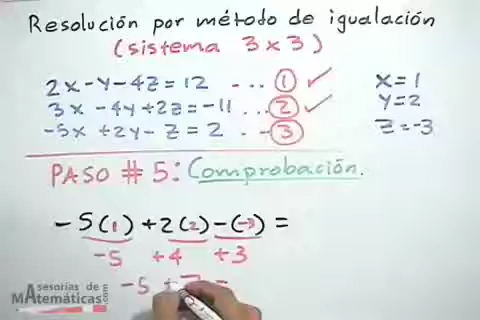 Resolución por método de igualación
(sistema 3x3)
2x-y-4z=12 --- ① ✓
3x-4y+2z=-11 ... ② ✓
-5x+2y-z=2 -- ③
x=1
y=2
z=-3
PASO #5: Comprobación.
-5(1)+2(2)-(-3)=
-5 +4 +3
-5 +7 =
Asesorías de
Matemáticas.com